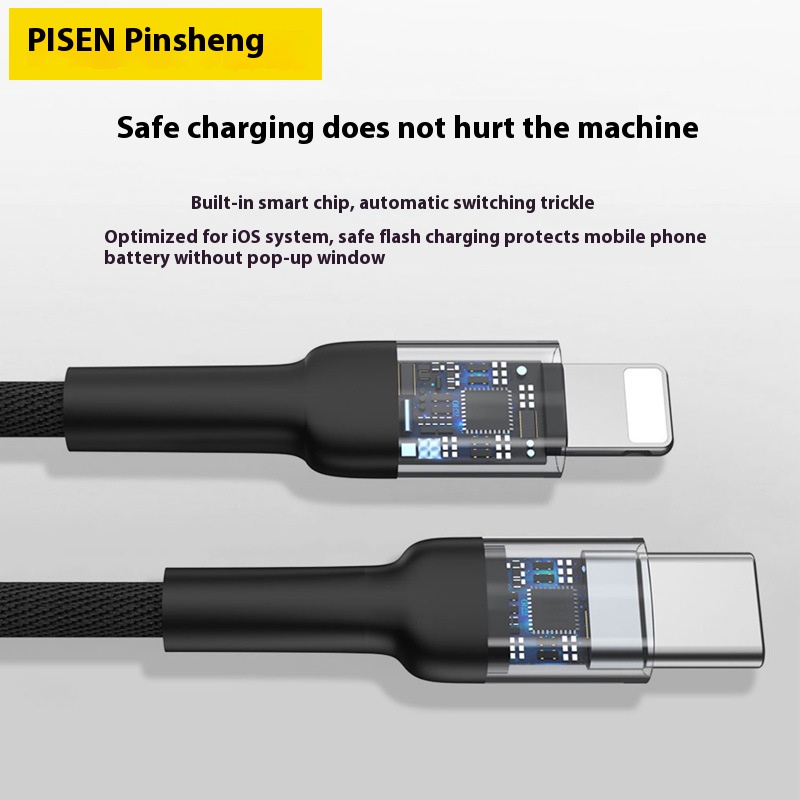 PISEN Pinsheng
Safe charging does not hurt the machine
Built-in smart chip, automatic switching trickle
Optimized for iOS system, safe flash charging protects mobile phone
battery without pop-up window